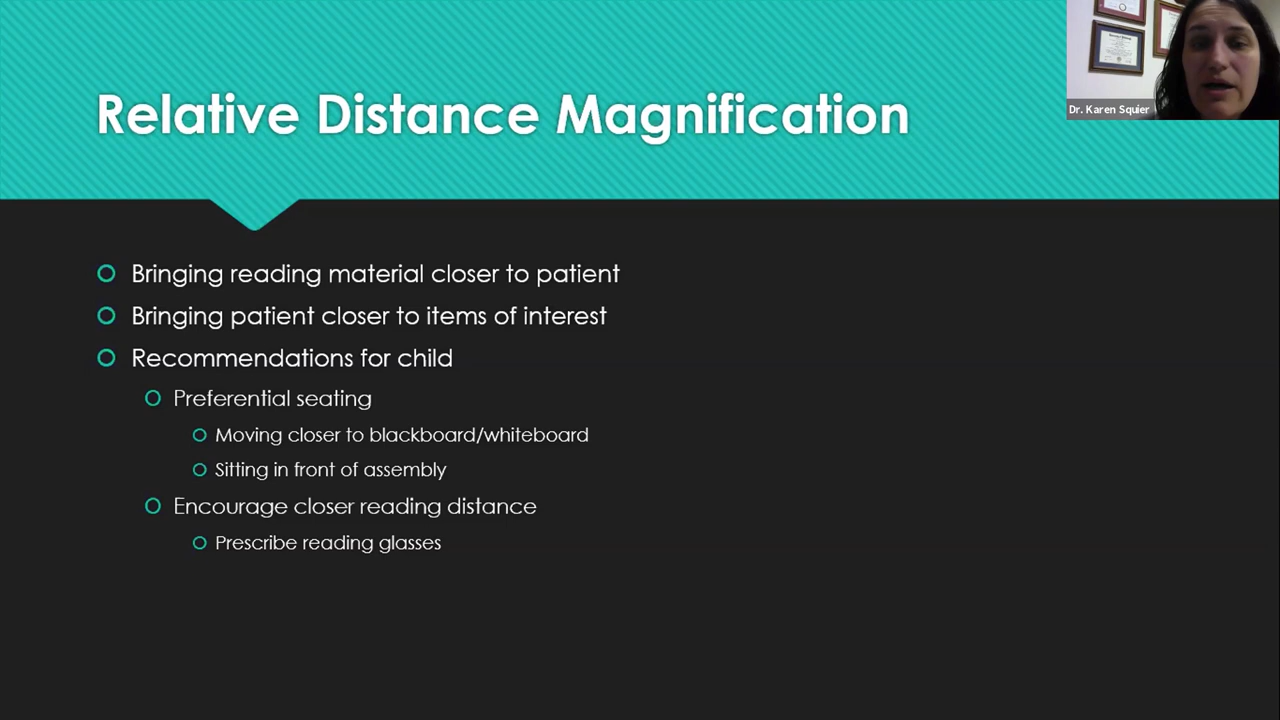 Relative Distance Magnification
Dr. Karen Squier
Bringing reading material closer to patient
Bringing patient closer to items of interest
Recommendations for child
Preferential seating
Moving closer to blackboard/whiteboard
Sitting in front of assembly
Encourage closer reading distance
Prescribe reading glasses